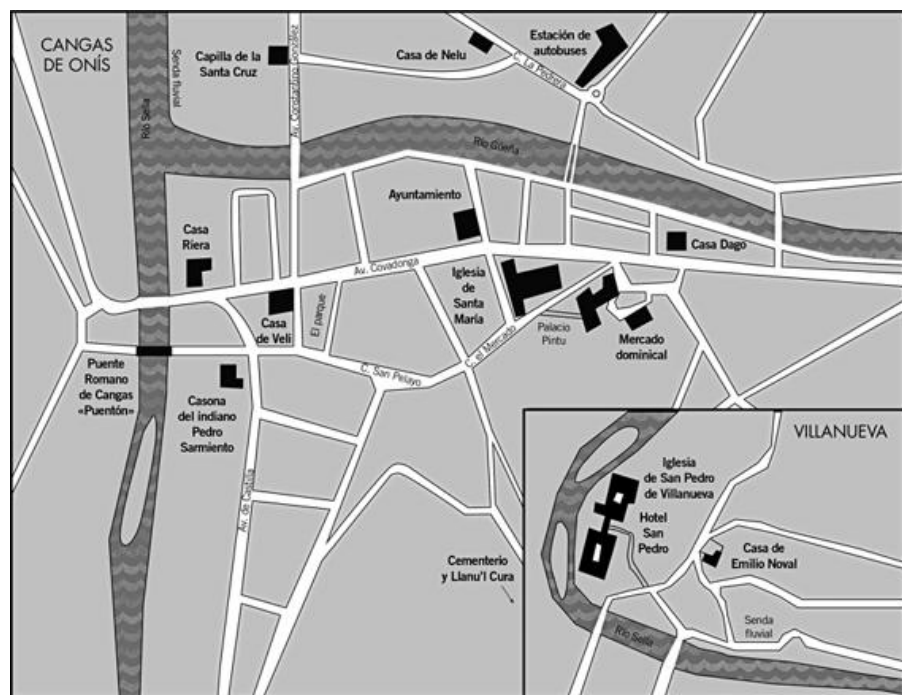 CANGAS
DE ONÍS
Río Sella
Senda fluvial
Capilla de la
Santa Cruz
Av. Constantino González
Casa de Nelu
Estación de
autobuses
C. La Pedrera
Río Güeña
Casa
Riera
Ayuntamiento
Casa Dago
Av. Covadonga
Casa
de Veli
El parque
Iglesia
de
Santa
María
C. el Mercado
Palacio
Pintu
Mercado
dominical
Puente
Romano
de Cangas
«Puentón»
Casona
del indiano
Pedro
Sarmiento
C. San Pelayo
Av. de Castilla
Cementerio
y Llanu'l Cura
VILLANUEVA
Iglesia
de San Pedro
de Villanueva
Hotel
San
Pedro
Casa de
Emilio Noval
Senda
fluvial
Río Sella